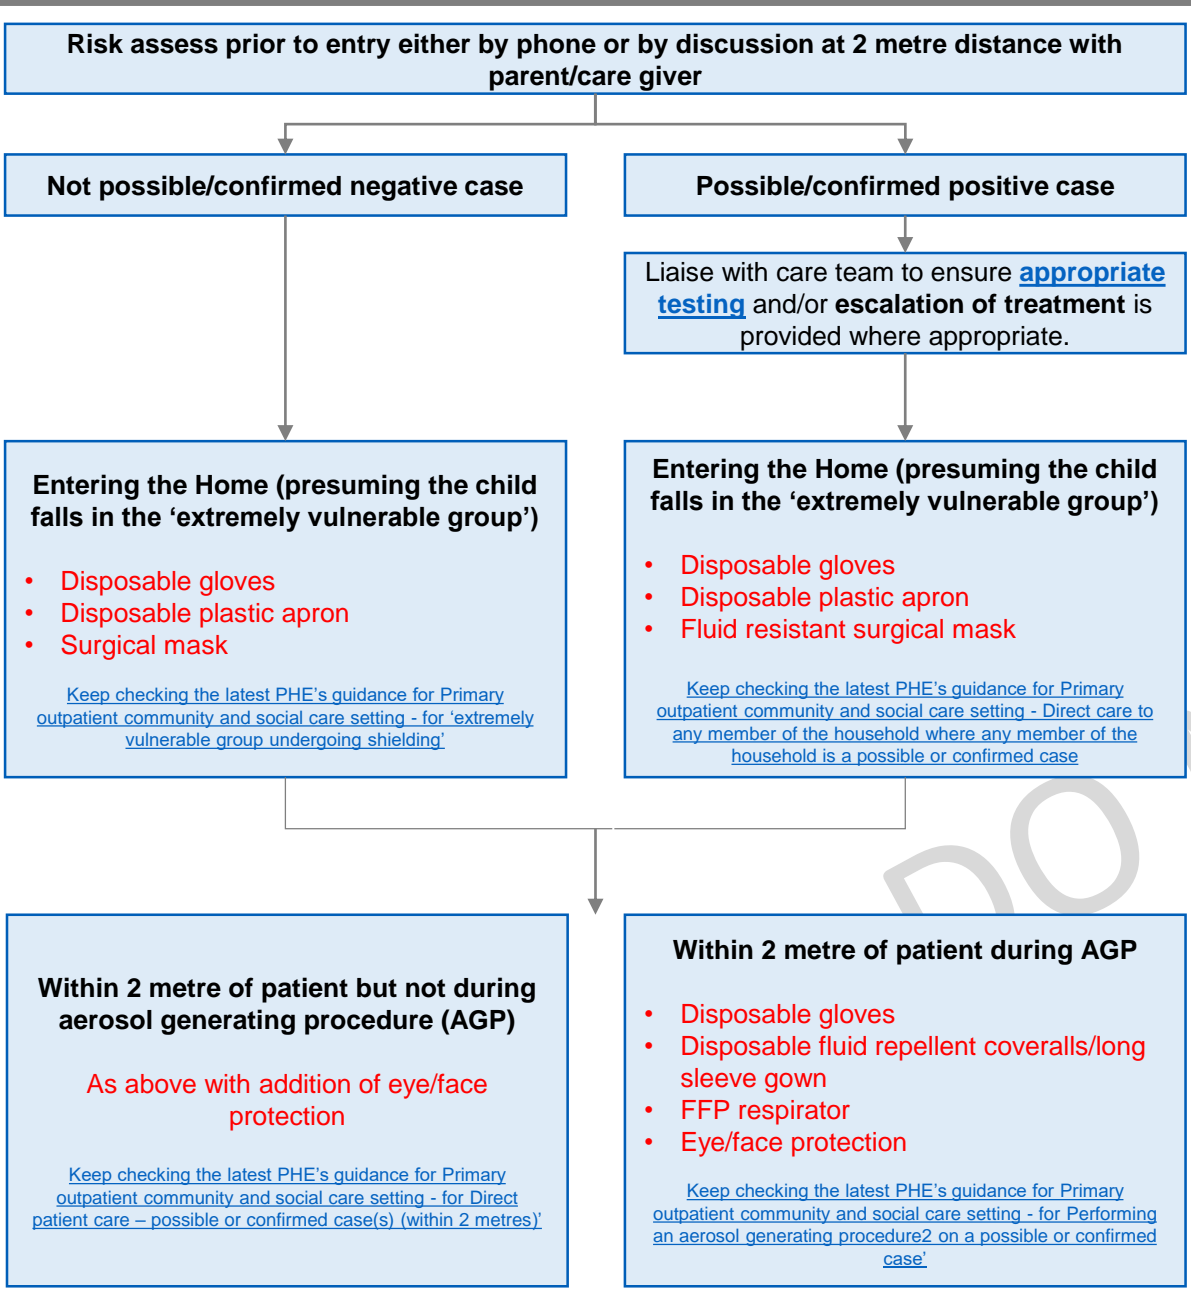 Risk assess prior to entry either by phone or by discussion at 2 metre distance with
parent/care giver
Not possible/confirmed negative case
Possible/confirmed positive case
Liaise with care team to ensure appropriate
testing and/or escalation of treatment is
provided where appropriate.
Entering the Home (presuming the child
falls in the ‘extremely vulnerable group’)
• Disposable gloves
• Disposable plastic apron
• Surgical mask
Keep checking the latest PHE’s guidance for Primary
outpatient community and social care setting - for ‘extremely
vulnerable group undergoing shielding’
Entering the Home (presuming the child
falls in the ‘extremely vulnerable group’)
• Disposable gloves
• Disposable plastic apron
• Fluid resistant surgical mask
Keep checking the latest PHE’s guidance for Primary
outpatient community and social care setting - Direct care to
any member of the household where any member of the
household is a possible or confirmed case
Within 2 metre of patient but not during
aerosol generating procedure (AGP)
As above with addition of eye/face
protection
Keep checking the latest PHE’s guidance for Primary
outpatient community and social care setting - for Direct
patient care – possible or confirmed case(s) (within 2 metres)’
Within 2 metre of patient during AGP
• Disposable gloves
• Disposable fluid repellent coveralls/long
sleeve gown
• FFP respirator
• Eye/face protection
Keep checking the latest PHE’s guidance for Primary
outpatient community and social care setting - for Performing
an aerosol generating procedure2 on a possible or confirmed
case’
DO